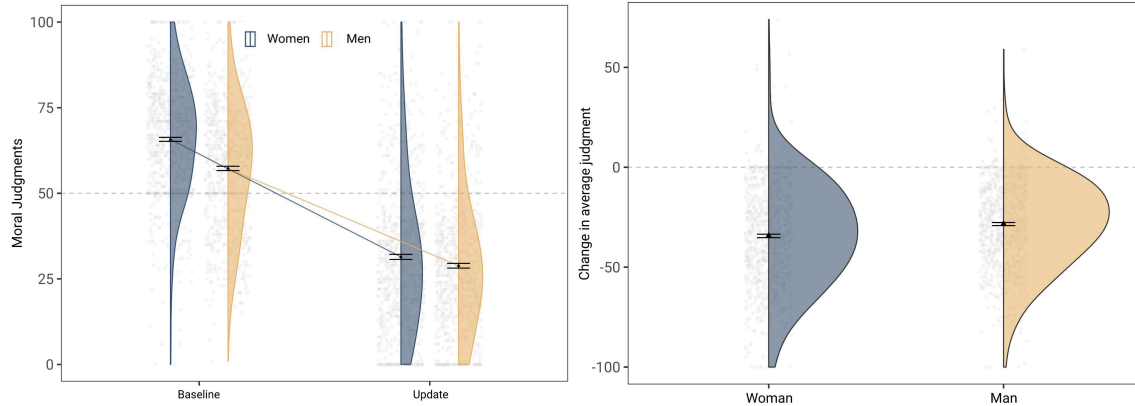 100
75
50
25
0
Moral Judgments
Women Men
Baseline Update
50
0
-50
-100
Change in average judgment
Woman Man